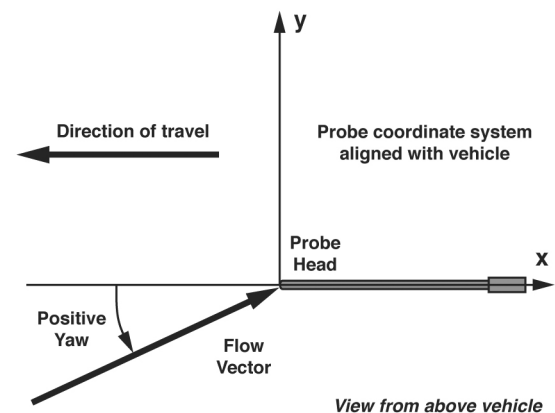 y
Direction of travel
Probe coordinate system
aligned with vehicle
Probe
Head
x
Positive
Yaw
Flow
Vector
View from above vehicle